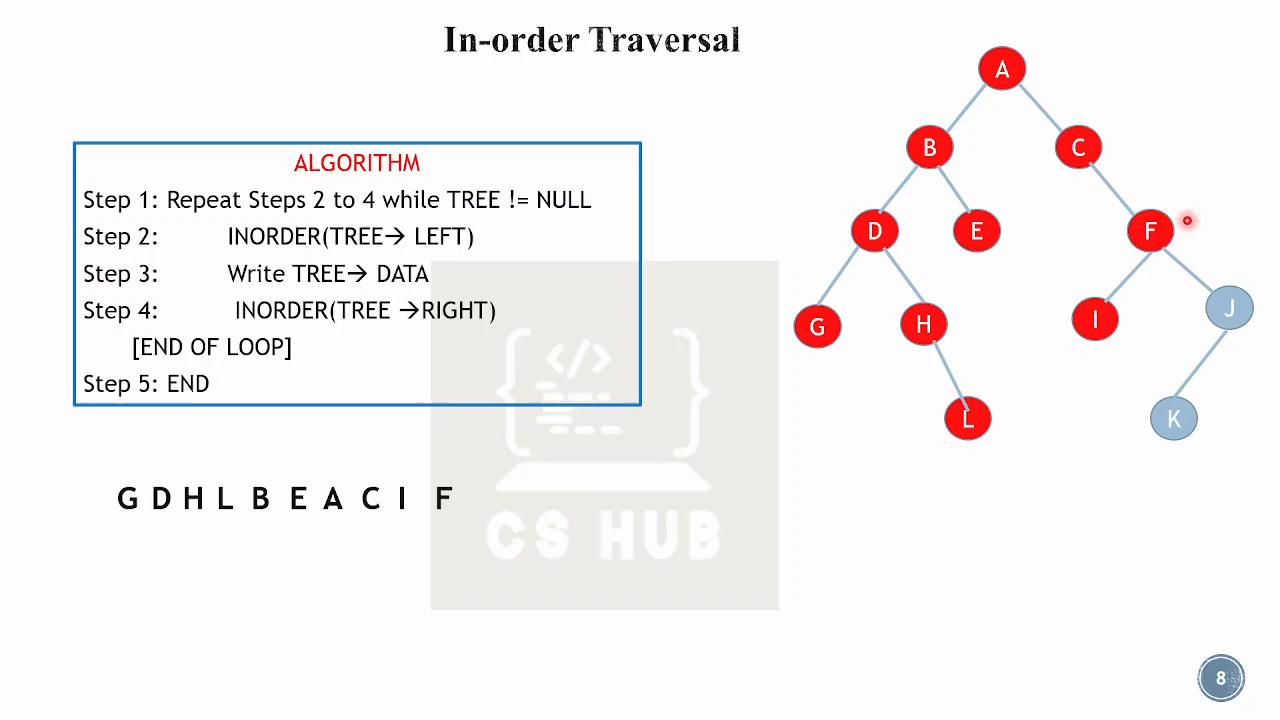 In-order Traversal
ALGORITHM
Step 1: Repeat Steps 2 to 4 while TREE != NULL
Step 2: INORDER(TREE→ LEFT)
Step 3: Write TREE→ DATA
Step 4: INORDER(TREE →RIGHT)
[END OF LOOP]
Step 5: END
A
B C
D E F
G H I J
L K
G D H L B E A C I F
</>
CS HUB
8